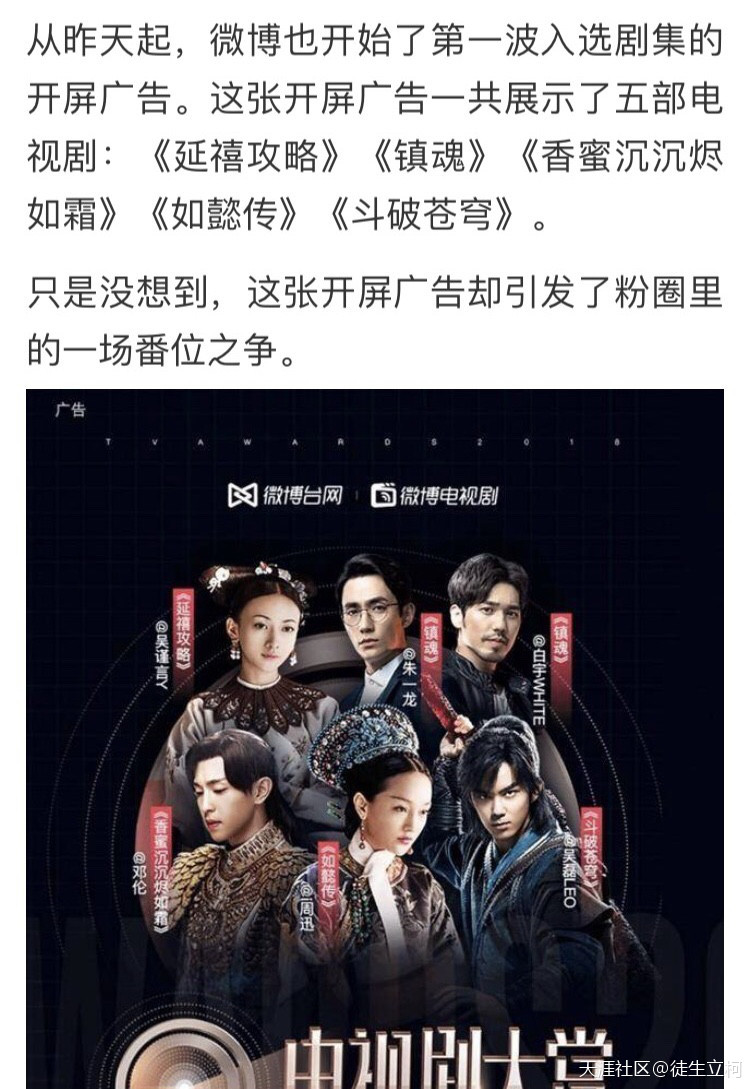 从昨天起，微博也开始了第一波入选剧集的
开屏广告。这张开屏广告一共展示了五部电
视剧：《延禧攻略》《镇魂》《香蜜沉沉烬
如霜》《如懿传》《斗破苍穹》。
只是没想到，这张开屏广告却引发了粉圈里
的一场番位之争。
广告
TVAWARDS2018
微博台网 | 微博电视剧
《延禧攻略》
@吴谨言Y
《镇魂》
@朱一龙
《镇魂》
@白宇WHITE
《香蜜沉沉烬如霜》
@邓伦
《如懿传》
@周迅
《斗破苍穹》
@吴磊LEO
电视剧大赏
天涯社区@徒生立柯